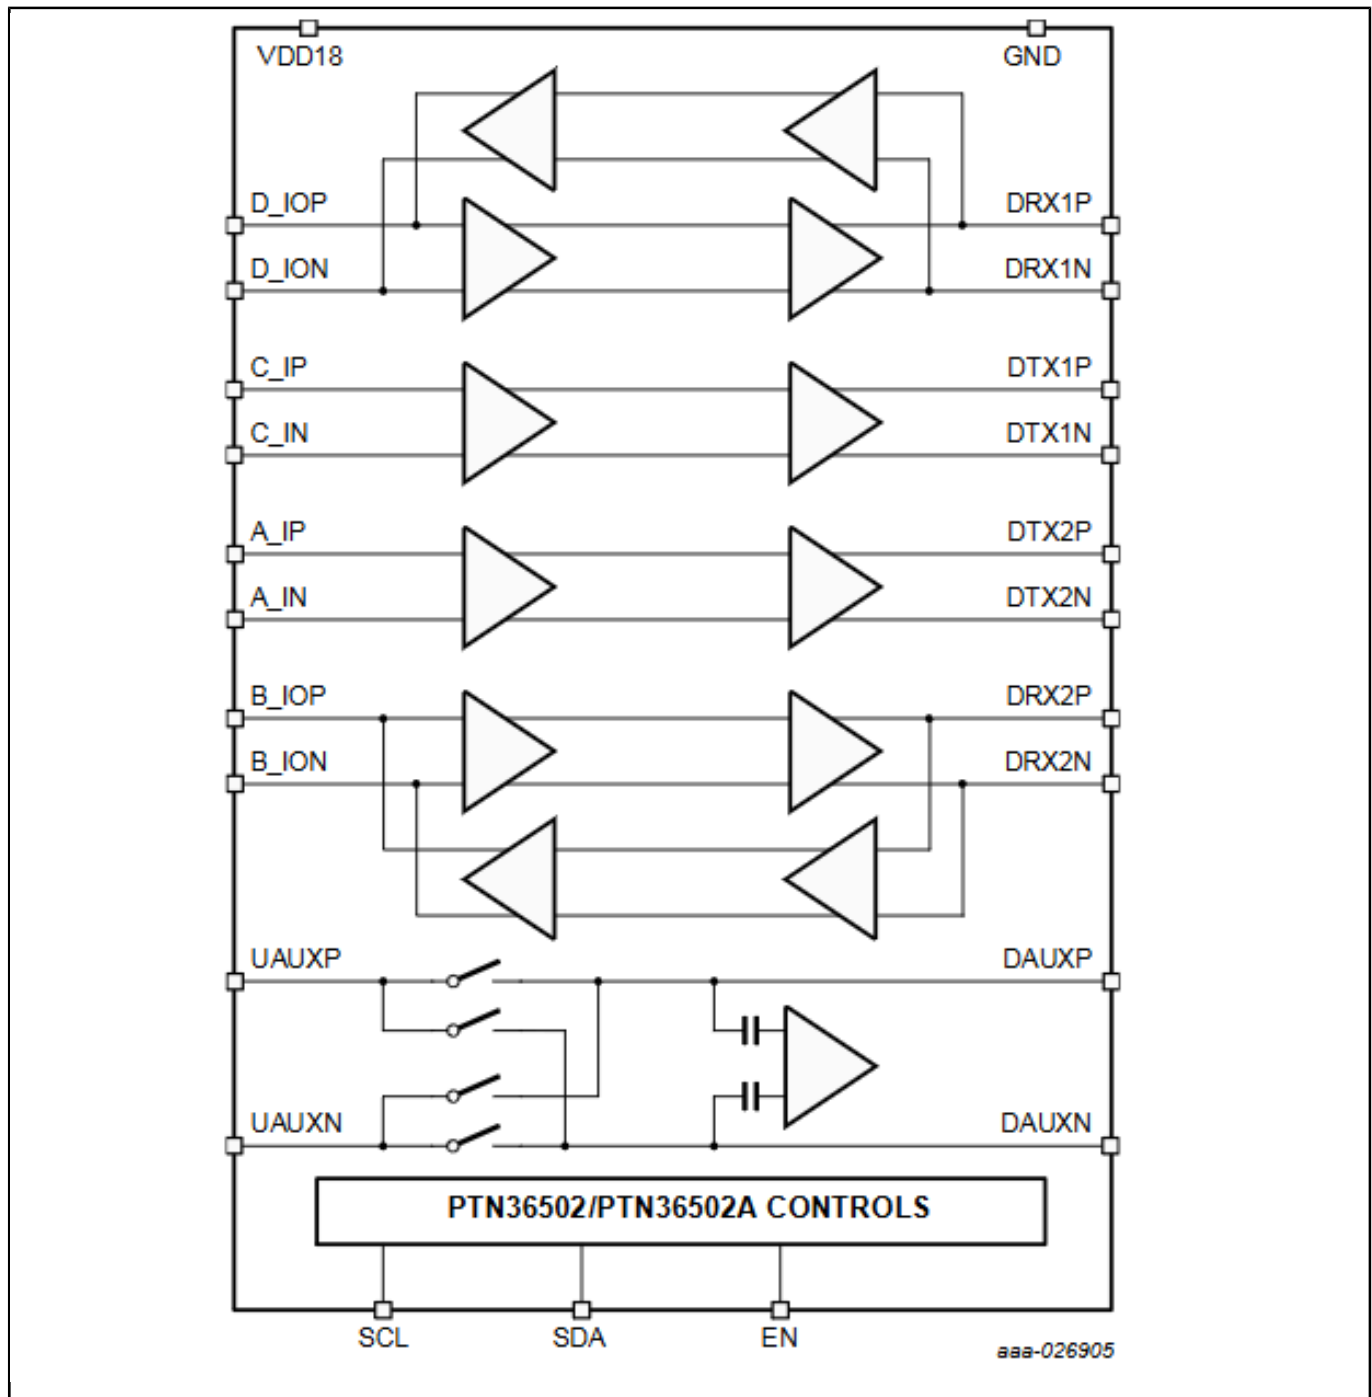 VDD18 GND
D_IOP DRX1P
D_ION DRX1N
C_IP DTX1P
C_IN DTX1N
A_IP DTX2P
A_IN DTX2N
B_IOP DRX2P
B_ION DRX2N
UAUXP DAUXP
UAUXN DAUXN
PTN36502/PTN36502A CONTROLS
SCL SDA EN
aaa-026905